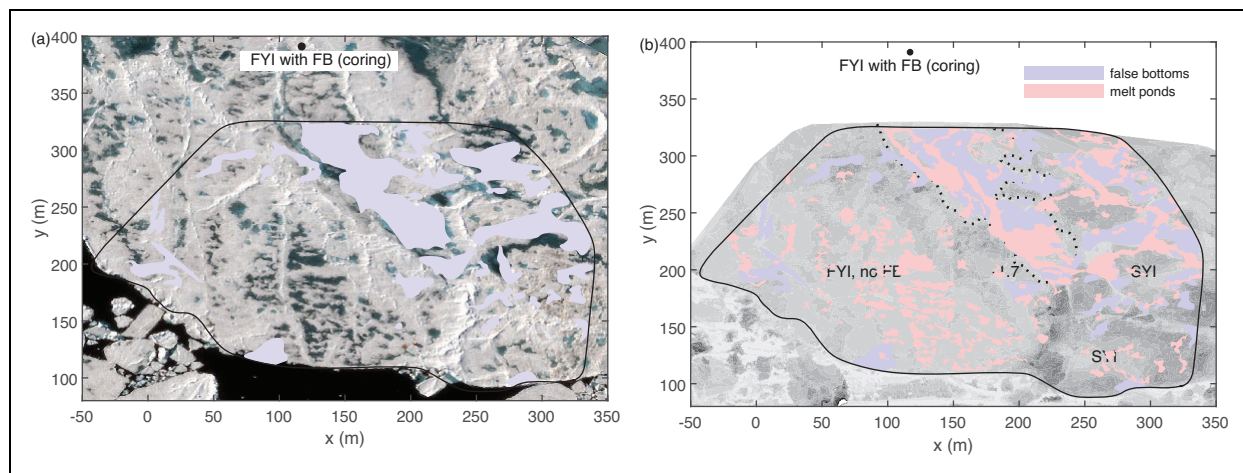 (a)
400
350
300
250
200
150
100
y (m)
-50 0 50 100 150 200 250 300 350
x (m)
FYI with FB (coring)
(b)
400
350
300
250
200
150
100
y (m)
-50 0 50 100 150 200 250 300 350
x (m)
FYI with FB (coring)
false bottoms
melt ponds
FYI, no